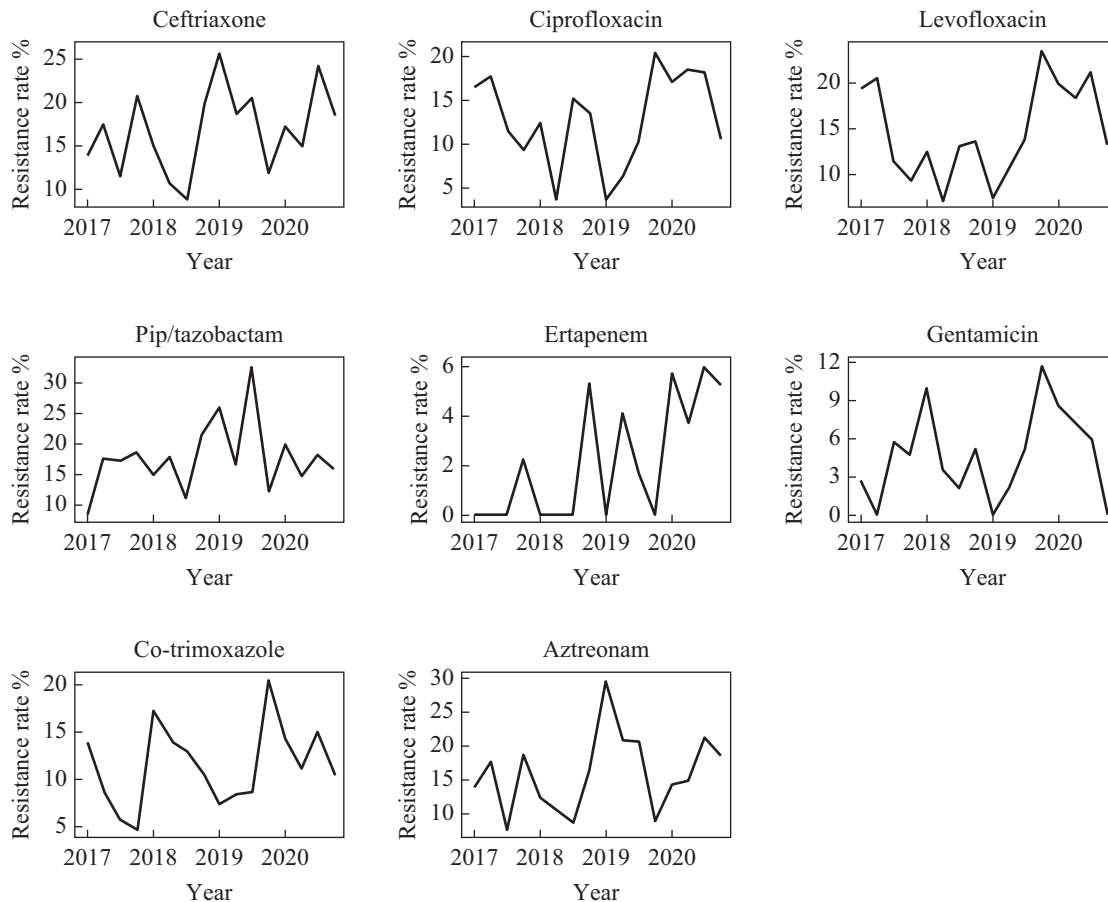 Ceftriaxone
Resistance rate %
25
20
15
10
2017 2018 2019 2020
Year
Ciprofloxacin
Resistance rate %
20
15
10
5
2017 2018 2019 2020
Year
Levofloxacin
Resistance rate %
20
15
10
2017 2018 2019 2020
Year
Pip/tazobactam
Resistance rate %
30
25
20
15
10
2017 2018 2019 2020
Year
Ertapenem
Resistance rate %
6
4
2
0
2017 2018 2019 2020
Year
Gentamicin
Resistance rate %
12
9
6
3
0
2017 2018 2019 2020
Year
Co-trimoxazole
Resistance rate %
20
15
10
5
2017 2018 2019 2020
Year
Aztreonam
Resistance rate %
30
25
20
15
10
2017 2018 2019 2020
Year